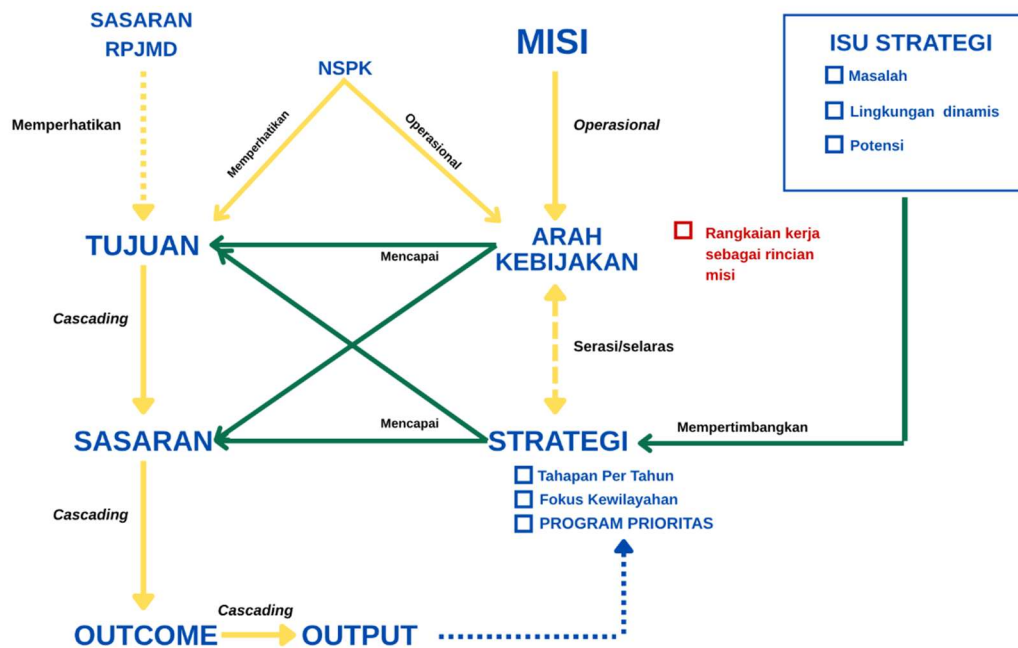 SASARAN
RPJMD
NSPK
MISI
ISU STRATEGI
Masalah
Lingkungan dinamis
Potensi
Memperhatikan
Memperhatikan
Operasional
Operasional
TUJUAN
Mencapai
ARAH
KEBIJAKAN
Rangkaian kerja
sebagai rincian
misi
Cascading
Serasi/selaras
SASARAN
Mencapai
STRATEGI
Mempertimbangkan
Tahapan Per Tahun
Fokus Kewilayahan
PROGRAM PRIORITAS
Cascading
OUTCOME
Cascading
OUTPUT